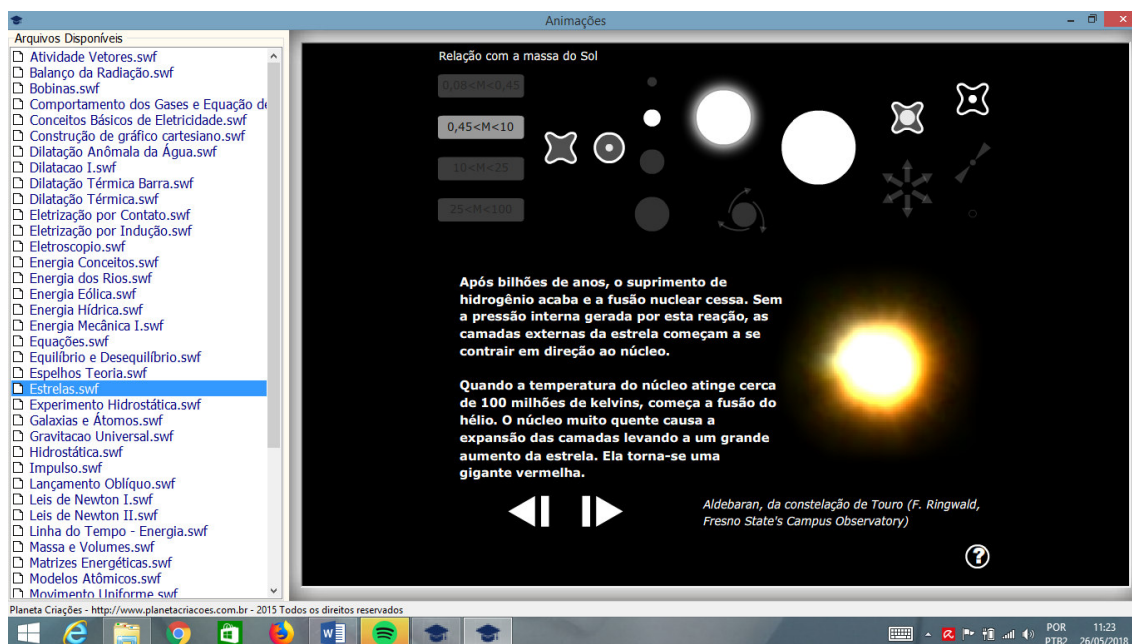 Animações
Arquivos Disponíveis
Atividade Vetores.swf
Balanço da Radiação.swf
Bobinas.swf
Comportamento dos Gases e Equação de
Conceitos Básicos de Eletricidade.swf
Construção de gráfico cartesiano.swf
Dilatação Anômala da Água.swf
Dilatacao I.swf
Dilatação Térmica Barra.swf
Dilatação Térmica.swf
Eletrização por Contato.swf
Eletrização por Indução.swf
Eletroscopio.swf
Energia Conceitos.swf
Energia dos Rios.swf
Energia Eólica.swf
Energia Hídrica.swf
Energia Mecânica I.swf
Equações.swf
Equilíbrio e Desequilíbrio.swf
Espelhos Teoria.swf
Estrelas.swf
Experimento Hidrostática.swf
Galaxias e Átomos.swf
Gravitacao Universal.swf
Hidrostática.swf
Impulso.swf
Lançamento Oblíquo.swf
Leis de Newton I.swf
Leis de Newton II.swf
Linha do Tempo - Energia.swf
Massa e Volumes.swf
Matrizes Energéticas.swf
Modelos Atômicos.swf
Movimento Uniforme.swf
Relação com a massa do Sol
0,08<M<0,45
0,45<M<10
10<M<25
25<M<100
Após bilhões de anos, o suprimento de
hidrogênio acaba e a fusão nuclear cessa. Sem
a pressão interna gerada por esta reação, as
camadas externas da estrela começam a se
contrair em direção ao núcleo.
Quando a temperatura do núcleo atinge cerca
de 100 milhões de kelvins, começa a fusão do
hélio. O núcleo muito quente causa a
expansão das camadas levando a um grande
aumento da estrela. Ela torna-se uma
gigante vermelha.
Aldebaran, da constelação de Touro (F. Ringwald,
Fresno State's Campus Observatory)
?
Planeta Criações - http://www.planetacriacoes.com.br - 2015 Todos os direitos reservados
POR
PTB2
11:23
26/05/2018